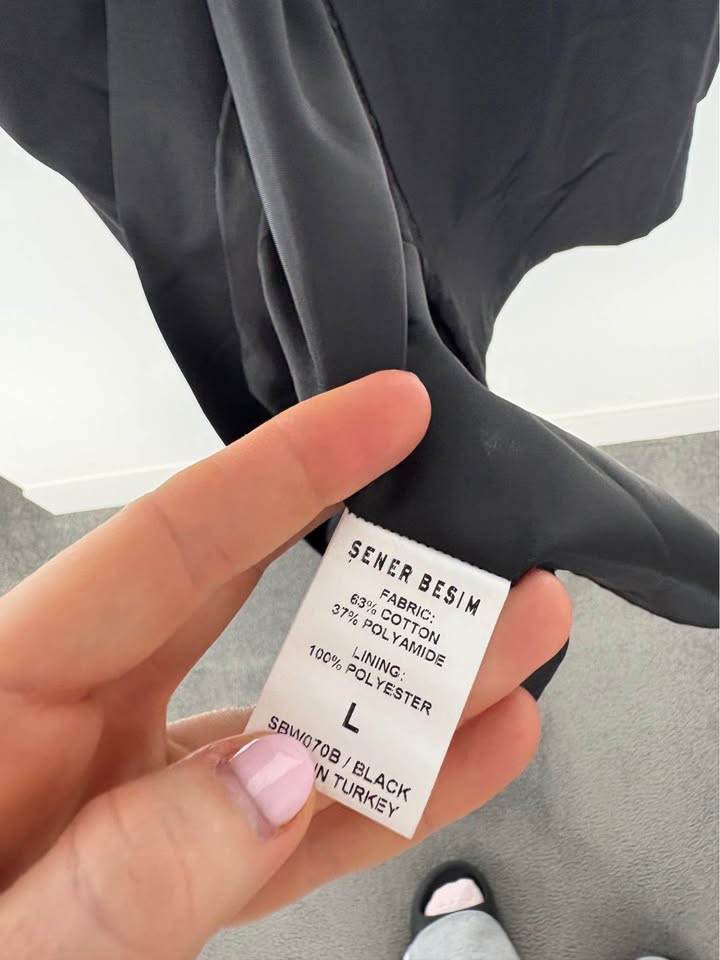 ŞENER BESIM
FABRIC:
63% COTTON
37% POLYAMIDE
LINING:
100% POLYESTER
L
SBW070B / BLACK
IN TURKEY